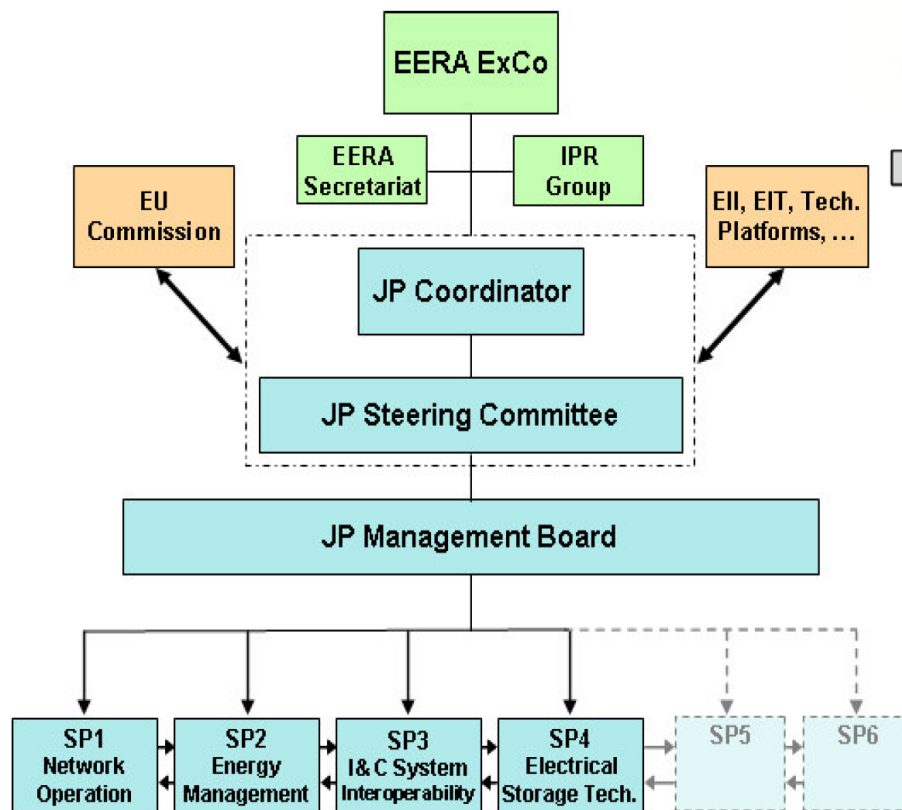 EERA ExCo
EERA
Secretariat
IPR
Group
EU
Commission
EII, EIT, Tech.
Platforms, ...
JP Coordinator
JP Steering Committee
JP Management Board
SP1
Network
Operation
SP2
Energy
Management
SP3
I&C System
Interoperability
SP4
Electrical
Storage Tech.
SP5
SP6